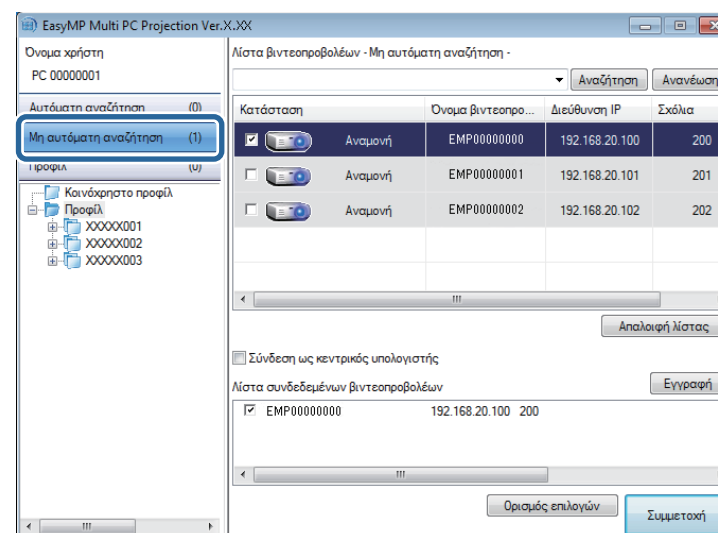 EasyMP Multi PC Projection Ver.X.XX
Όνομα χρήστη
PC 00000001
Αυτόματη αναζήτηση (0)
Μη αυτόματη αναζήτηση (1)
Προφίλ (0)
Κοινόχρηστο προφίλ
Προφίλ
XXXXX001
XXXXX002
XXXXX003
Λίστα βιντεοπροβολέων - Μη αυτόματη αναζήτηση -
Αναζήτηση Ανανέωση
Κατάσταση Όνομα βιντεοπρο... Διεύθυνση IP Σχόλια
Αναμονή EMP00000000 192.168.20.100 200
Αναμονή EMP00000001 192.168.20.101 201
Αναμονή EMP00000002 192.168.20.102 202
Απαλοιφή λίστας
Σύνδεση ως κεντρικός υπολογιστής
Λίστα συνδεδεμένων βιντεοπροβολέων Εγγραφή
EMP00000000 192.168.20.100 200
Ορισμός επιλογών Συμμετοχή